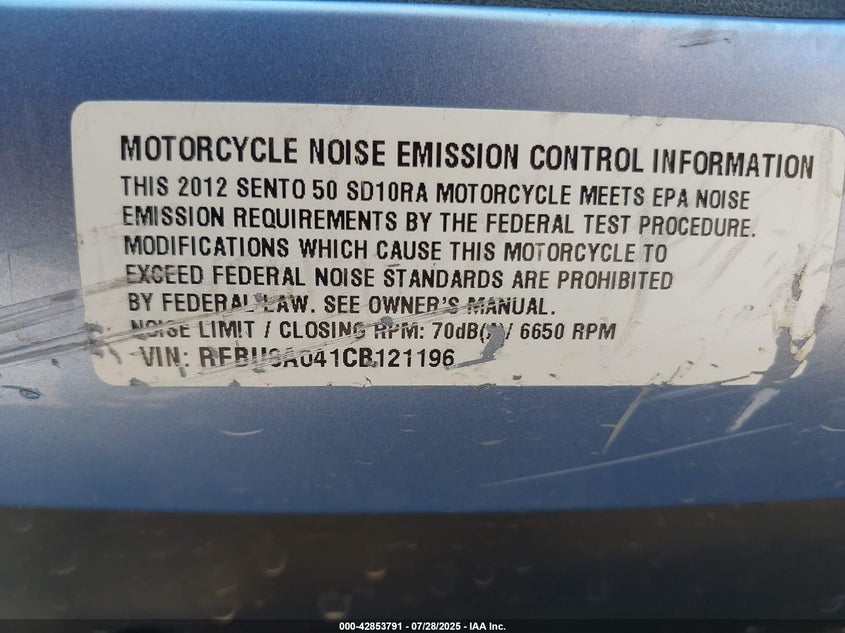 MOTORCYCLE NOISE EMISSION CONTROL INFORMATION
THIS 2012 SENTO 50 SD10RA MOTORCYCLE MEETS EPA NOISE
EMISSION REQUIREMENTS BY THE FEDERAL TEST PROCEDURE.
MODIFICATIONS WHICH CAUSE THIS MOTORCYCLE TO
EXCEED FEDERAL NOISE STANDARDS ARE PROHIBITED
BY FEDERAL LAW. SEE OWNER'S MANUAL.
NOISE LIMIT / CLOSING RPM: 70dB(A)/ 6650 RPM
VIN:
000-42853791 - 07/28/2025 - IAA Inc.